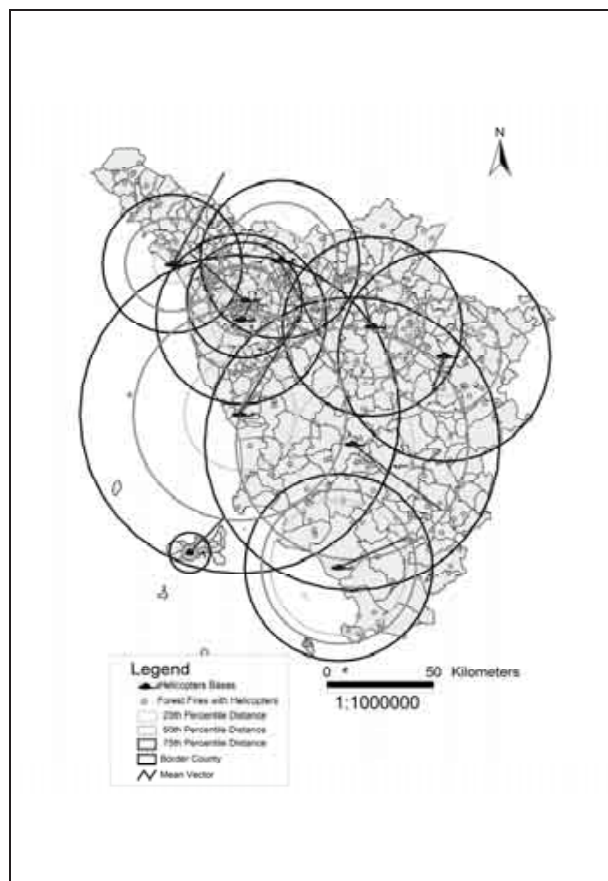 N
Legend
Helicopters Bases
Forest Fires with Helicopters
25th Percentile Distance
50th Percentile Distance
75th Percentile Distance
Border County
Mean Vector
0 50 Kilometers
1:1000000